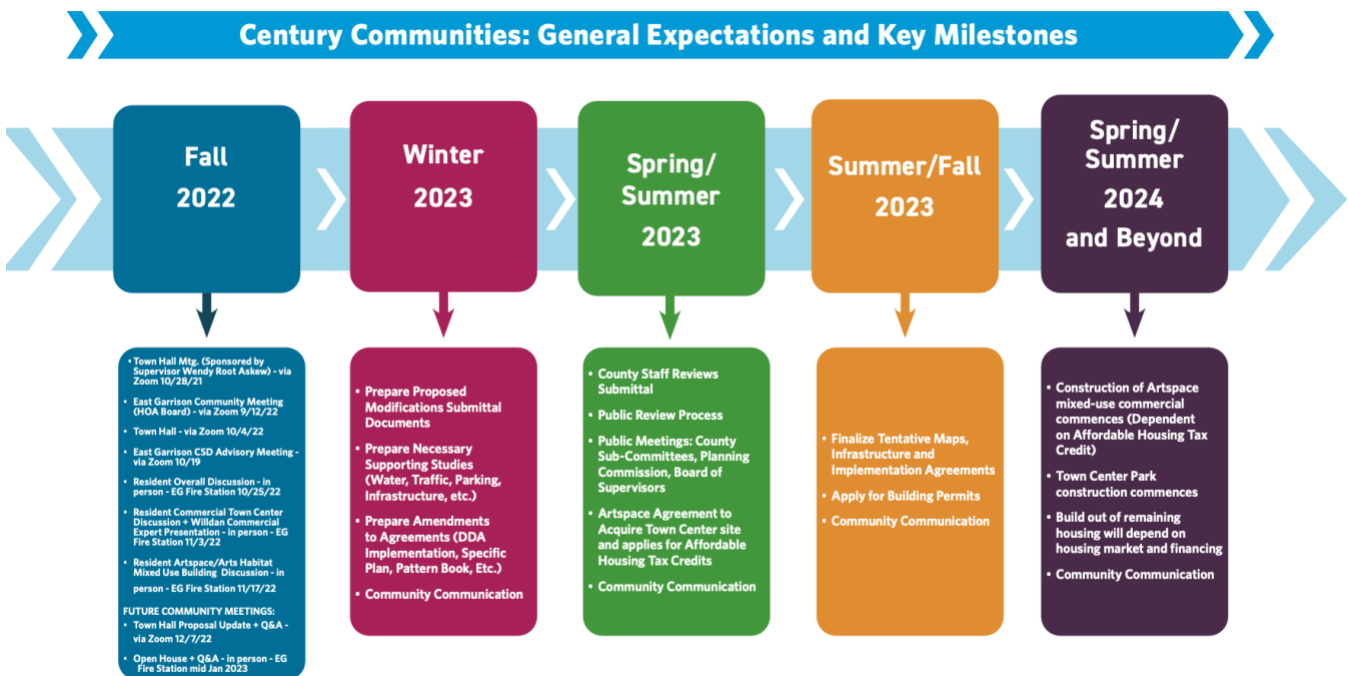 Century Communities: General Expectations and Key Milestones
Fall
2022
Winter
2023
Spring/
Summer
2023
Summer/Fall
2023
Spring/
Summer
2024
and Beyond
• Town Hall Mtg. (Sponsored by
Supervisor Wendy Root Askew) - via
Zoom 10/28/21
• East Garrison Community Meeting
(HOA Board) - via Zoom 9/12/22
• Town Hall - via Zoom 10/4/22
• East Garrison CSD Advisory Meeting -
via Zoom 10/19
• Resident Overall Discussion - in
person - EG Fire Station 10/25/22
• Resident Commercial Town Center
Discussion + Willdan Commercial
Expert Presentation - in person - EG
Fire Station 11/3/22
• Resident Artspace/Arts Habitat
Mixed Use Building Discussion - in
person - EG Fire Station 11/17/22
FUTURE COMMUNITY MEETINGS:
• Town Hall Proposal Update + Q&A -
via Zoom 12/7/22
• Open House + Q&A - in person - EG
Fire Station mid Jan 2023
• Prepare Proposed
Modifications Submittal
Documents
• Prepare Necessary
Supporting Studies
(Water, Traffic, Parking,
Infrastructure, etc.)
• Prepare Amendments
to Agreements (DDA
Implementation, Specific
Plan, Pattern Book, Etc.)
• Community Communication
• County Staff Reviews
Submittal
• Public Review Process
• Public Meetings: County
Sub-Committees, Planning
Commission, Board of
Supervisors
• Artspace Agreement to
Acquire Town Center site
and applies for Affordable
Housing Tax Credits
• Community Communication
• Finalize Tentative Maps,
Infrastructure and
Implementation Agreements
• Apply for Building Permits
• Community Communication
• Construction of Artspace
mixed-use commercial
commences (Dependent
on Affordable Housing Tax
Credit)
• Town Center Park
construction commences
• Build out of remaining
housing will depend on
housing market and financing
• Community Communication